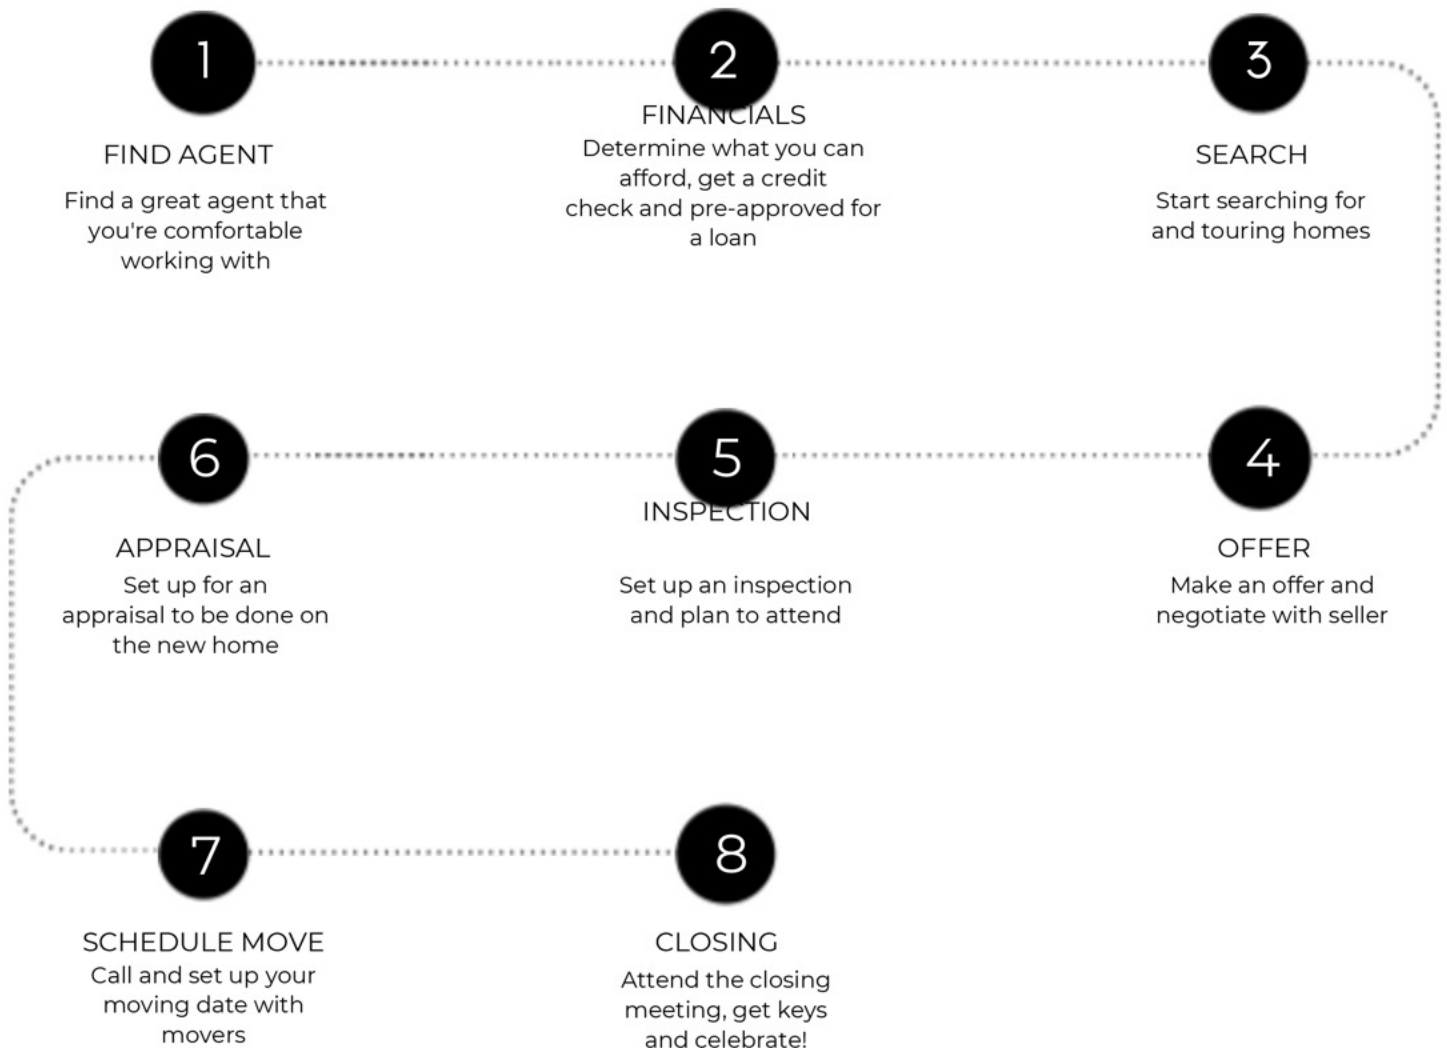 1
FIND AGENT
Find a great agent that
you're comfortable
working with
2
FINANCIALS
Determine what you can
afford, get a credit
check and pre-approved for
a loan
3
SEARCH
Start searching for
and touring homes
4
OFFER
Make an offer and
negotiate with seller
5
INSPECTION
Set up an inspection
and plan to attend
6
APPRAISAL
Set up for an
appraisal to be done on
the new home
7
SCHEDULE MOVE
Call and set up your
moving date with
movers
8
CLOSING
Attend the closing
meeting, get keys
and celebrate!